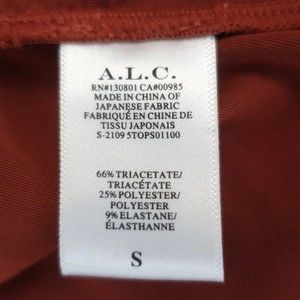 A.L.C.
RN#130801 CA#00985
MADE IN CHINA OF
JAPANESE FABRIC
FABRIQUÉ EN CHINE DE
TISSU JAPONAIS
S-2109 5TOPS01100
66% TRIACETATE/
TRIACÉTATE
25% POLYESTER/
POLYESTER
9% ELASTANE/
ÉLASTHANNE
S